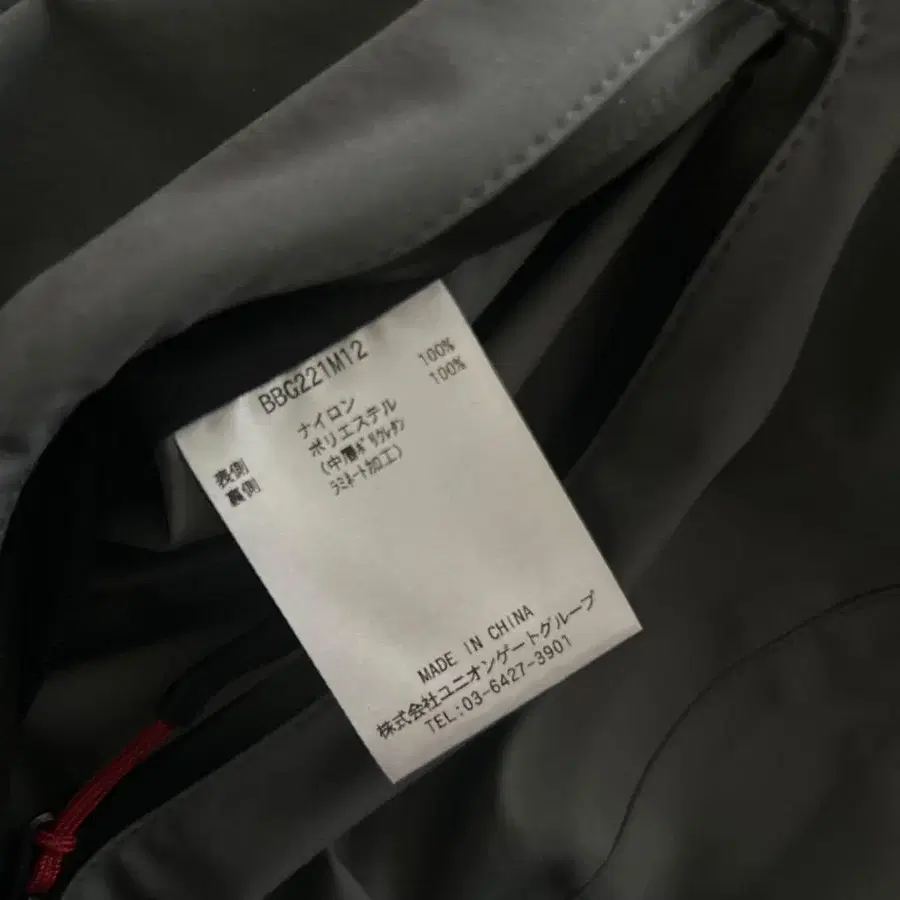 BBG221M12
表側 ナイロン 100%
裏側 ポリエステル 100%
(中層ポリウレタン
ラミネート加工)
MADE IN CHINA
株式会社ユニオンゲートグループ
TEL:03-6427-3901